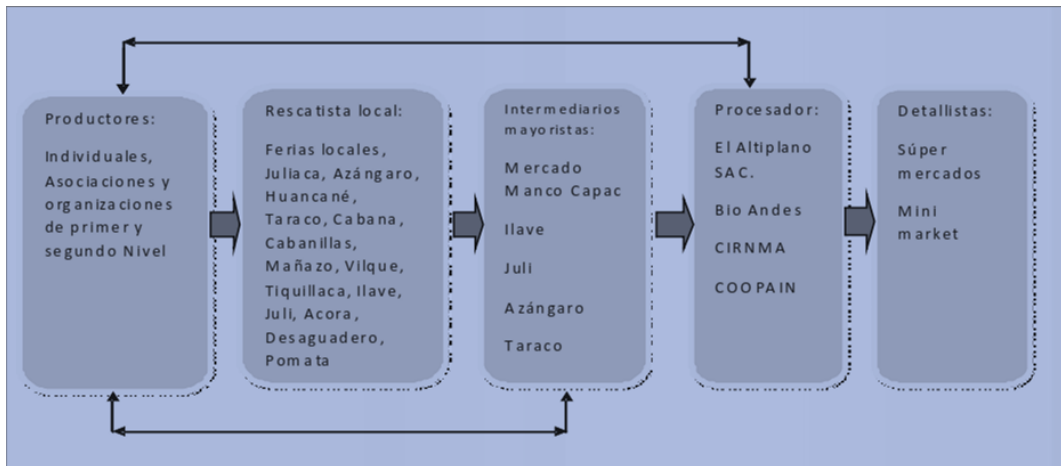 Productores:
Individuales,
Asociaciones y
organizaciones
de primer y
segundo Nivel
Rescatista local:
Ferias locales,
Juliaca, Azángaro,
Huancané,
Taraco, Cabana,
Cabanillas,
Mañazo, Vilque,
Tiquillaca, Ilave,
Juli, Acora,
Desaguadero,
Pomata
Intermediarios
mayoristas:
Mercado
Manco Capac
Ilave
Juli
Azángaro
Taraco
Procesador:
El Altiplano
SAC.
Bio Andes
CIRNMA
COOPAIN
Detallistas:
Súper
mercados
Mini
market